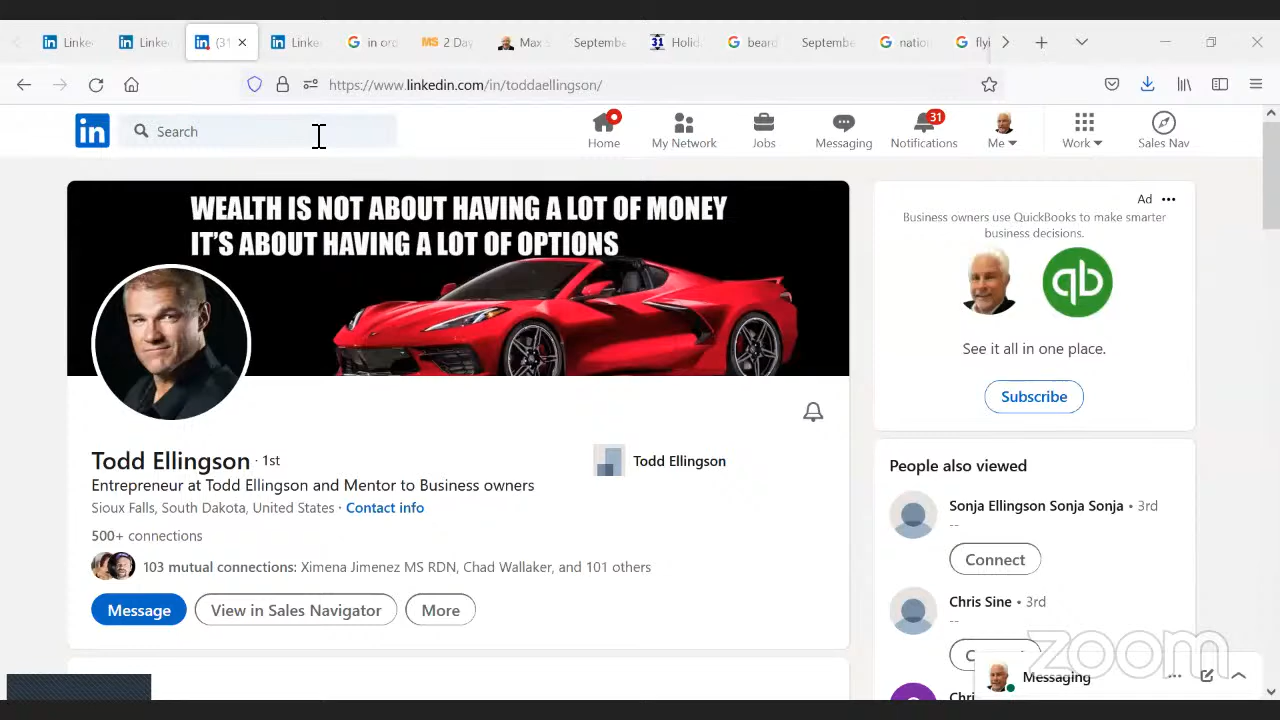 Linke
Linke
(31
Linke
in oro
MS 2 Day
Max S
Septembe
31 Holid
beard
Septembe
natio
flyi
https://www.linkedin.com/in/toddaellingson/
in
Search
Home
My Network
Jobs
Messaging
31
Notifications
Me
Work
Sales Nav
WEALTH IS NOT ABOUT HAVING A LOT OF MONEY
IT'S ABOUT HAVING A LOT OF OPTIONS
Todd Ellingson · 1st
Entrepreneur at Todd Ellingson and Mentor to Business owners
Sioux Falls, South Dakota, United States · Contact info
500+ connections
103 mutual connections: Ximena Jimenez MS RDN, Chad Wallaker, and 101 others
Message
View in Sales Navigator
More
Todd Ellingson
Ad
Business owners use QuickBooks to make smarter
business decisions.
qb
See it all in one place.
Subscribe
People also viewed
Sonja Ellingson Sonja Sonja • 3rd
--
Connect
Chris Sine • 3rd
--
zoom
Messaging